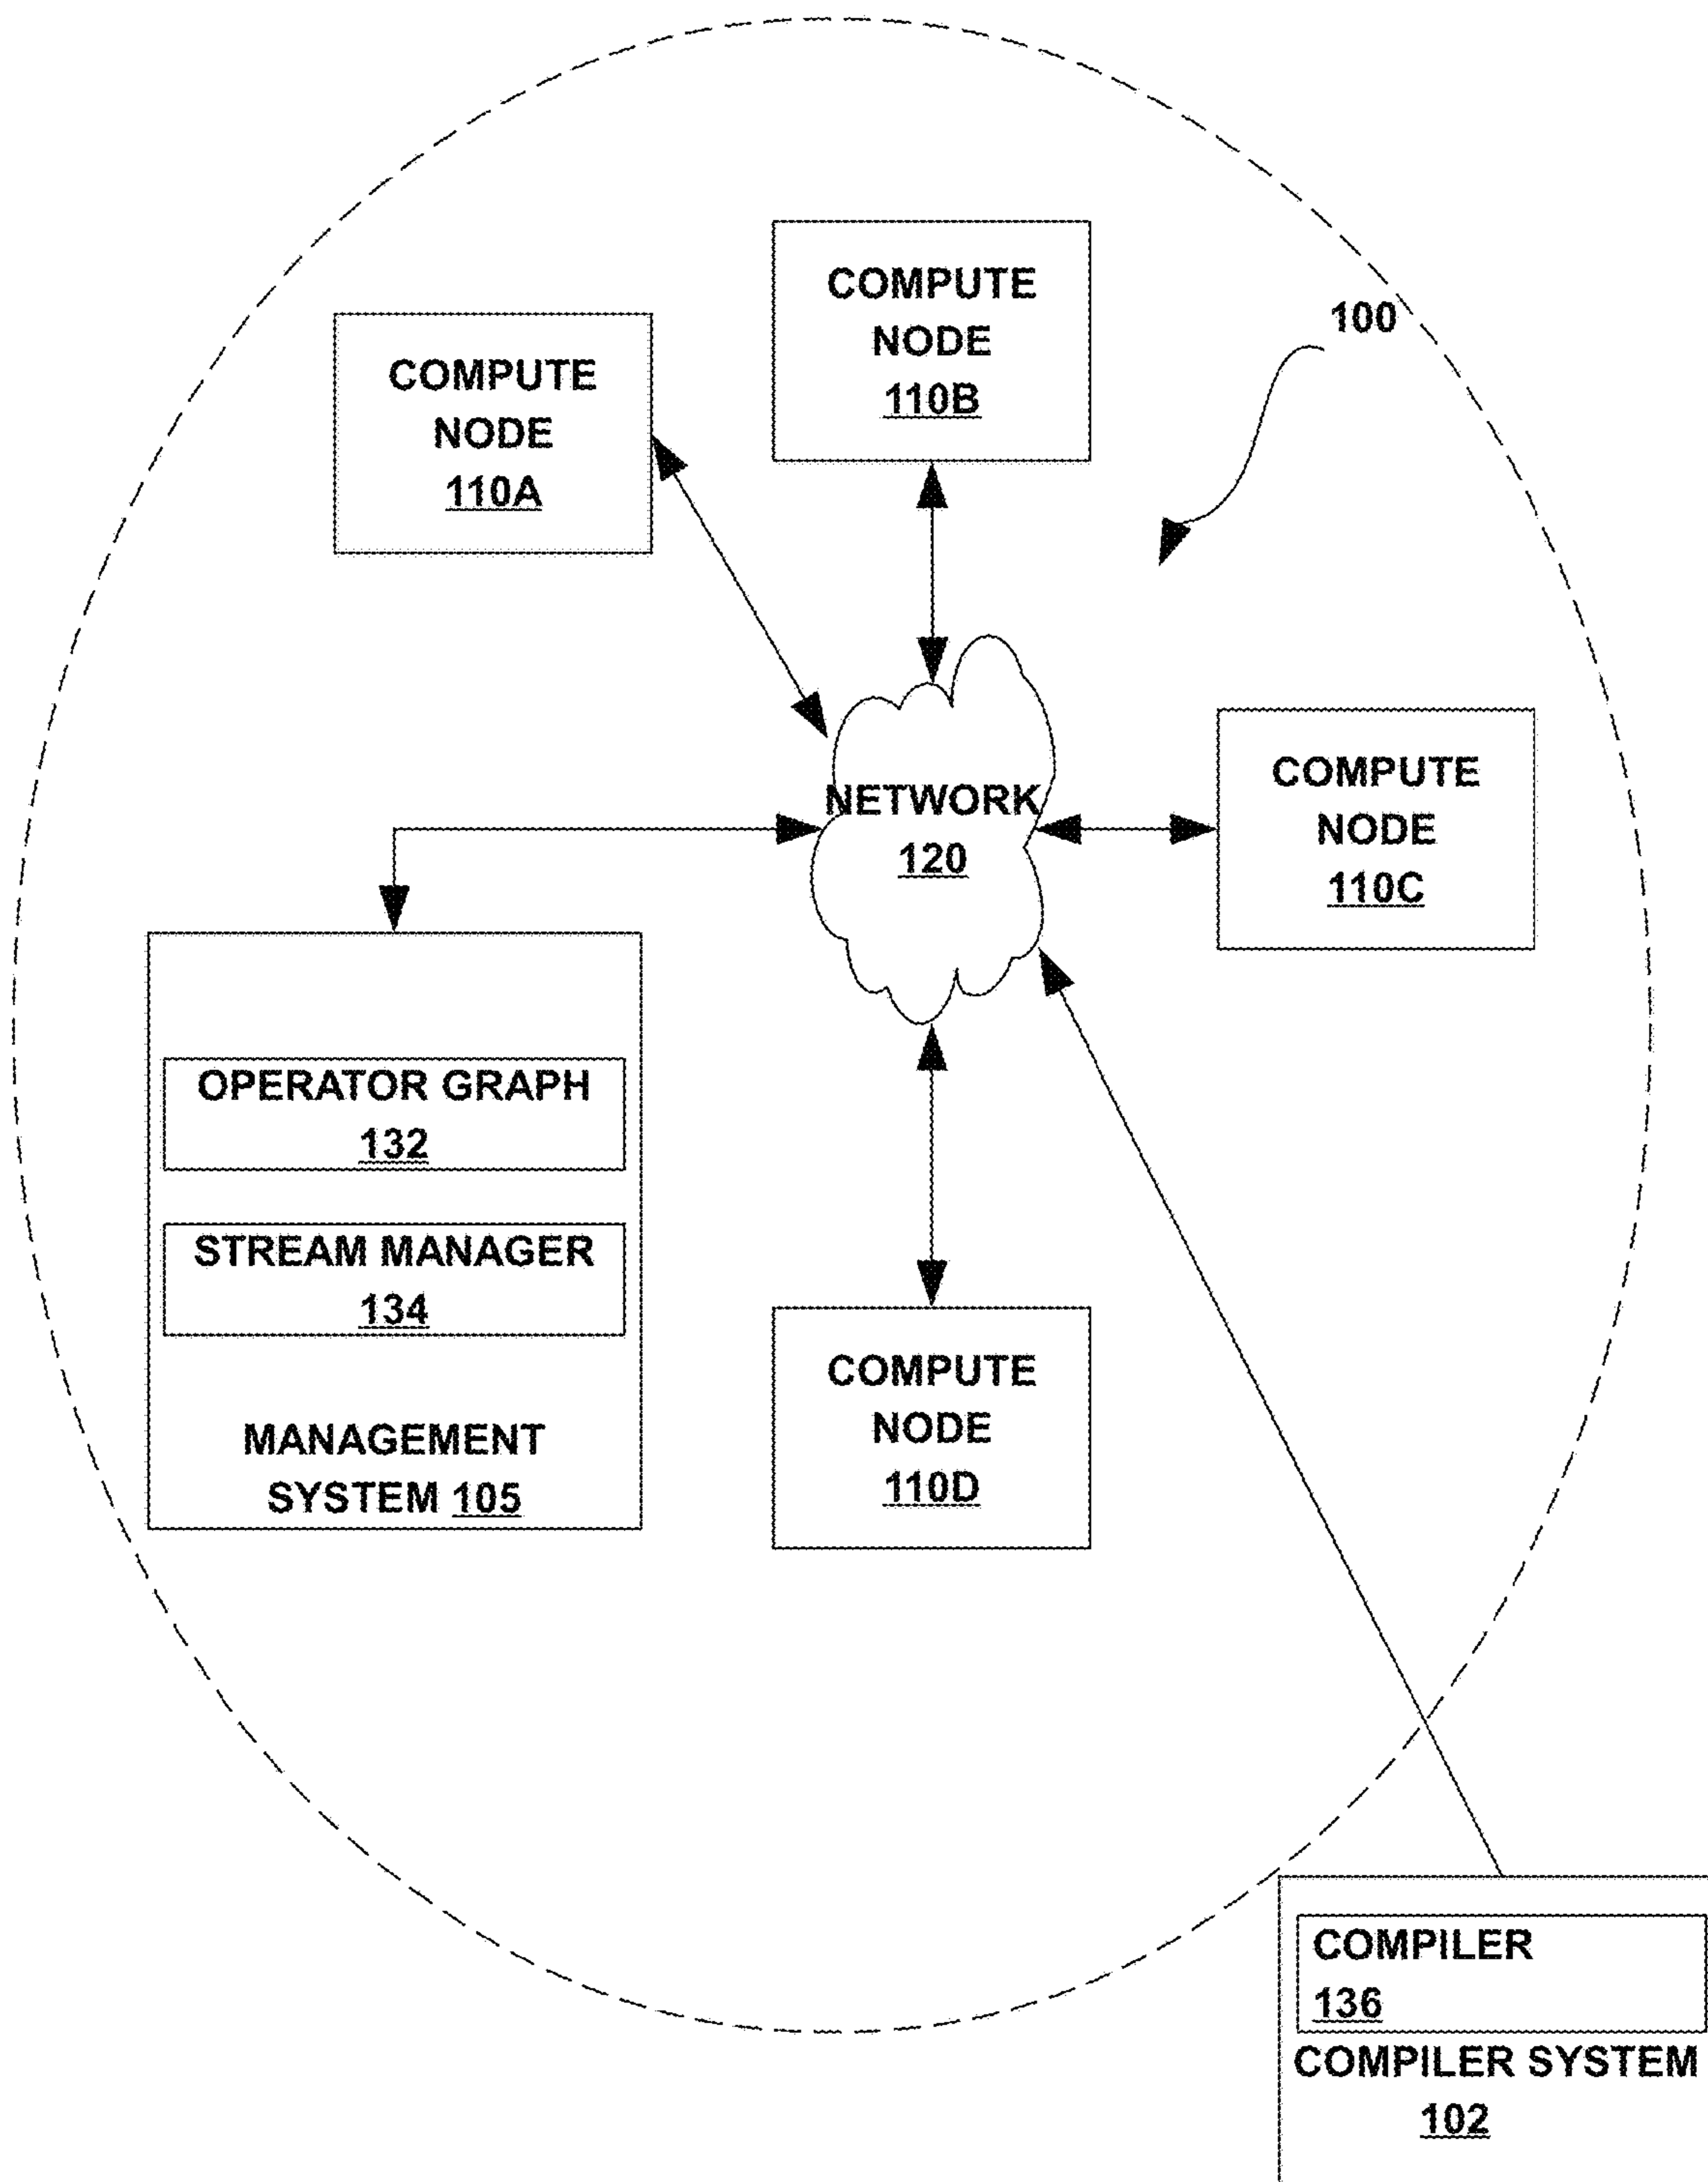 COMPUTE
NODE
110B
100
COMPUTE
NODE
110A
COMPUTE
NODE
110C
NETWORK
120
OPERATOR GRAPH
132
STREAM MANAGER
134
MANAGEMENT
SYSTEM 105
COMPUTE
NODE
110D
COMPILER
136
COMPILER SYSTEM
102